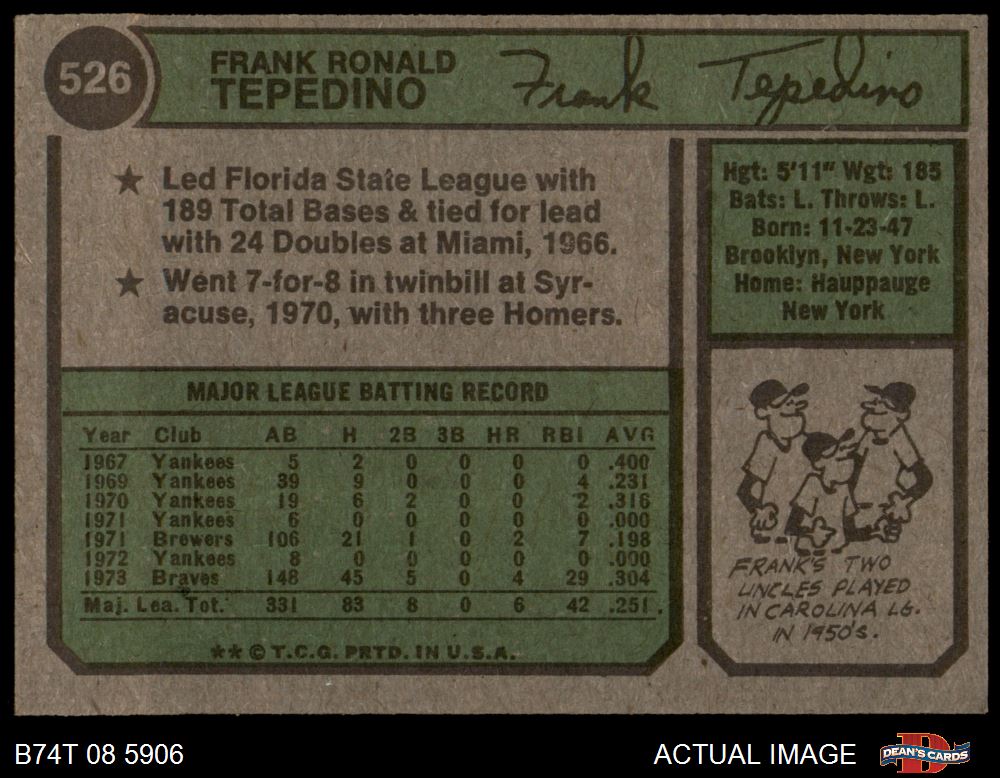 526
FRANK RONALD
TEPEDINO
Frank Tepedino
★ Led Florida State League with
189 Total Bases & tied for lead
with 24 Doubles at Miami, 1966.
★ Went 7-for-8 in twinbill at Syr-
acuse, 1970, with three Homers.
Hgt: 5'11" Wgt: 185
Bats: L. Throws: L.
Born: 11-23-47
Brooklyn, New York
Home: Hauppauge
New York
MAJOR LEAGUE BATTING RECORD
Year Club AB H 2B 3B HR RBI AVG
1967 Yankees 5 2 0 0 0 0 .400
1969 Yankees 39 9 0 0 0 4 .231
1970 Yankees 19 6 2 0 0 2 .316
1971 Yankees 6 0 0 0 0 0 .000
1971 Brewers 106 21 1 0 2 7 .198
1972 Yankees 8 0 0 0 0 0 .000
1973 Braves 148 45 5 0 4 29 .304
Maj. Lea. Tot. 331 83 8 0 6 42 .251
** © T.C.G. PRTD. IN U.S.A.
FRANK'S TWO
UNCLES PLAYED
IN CAROLINA LG.
IN 1950'S.
B74T 08 5906
ACTUAL IMAGE
DEAN'S CARDS